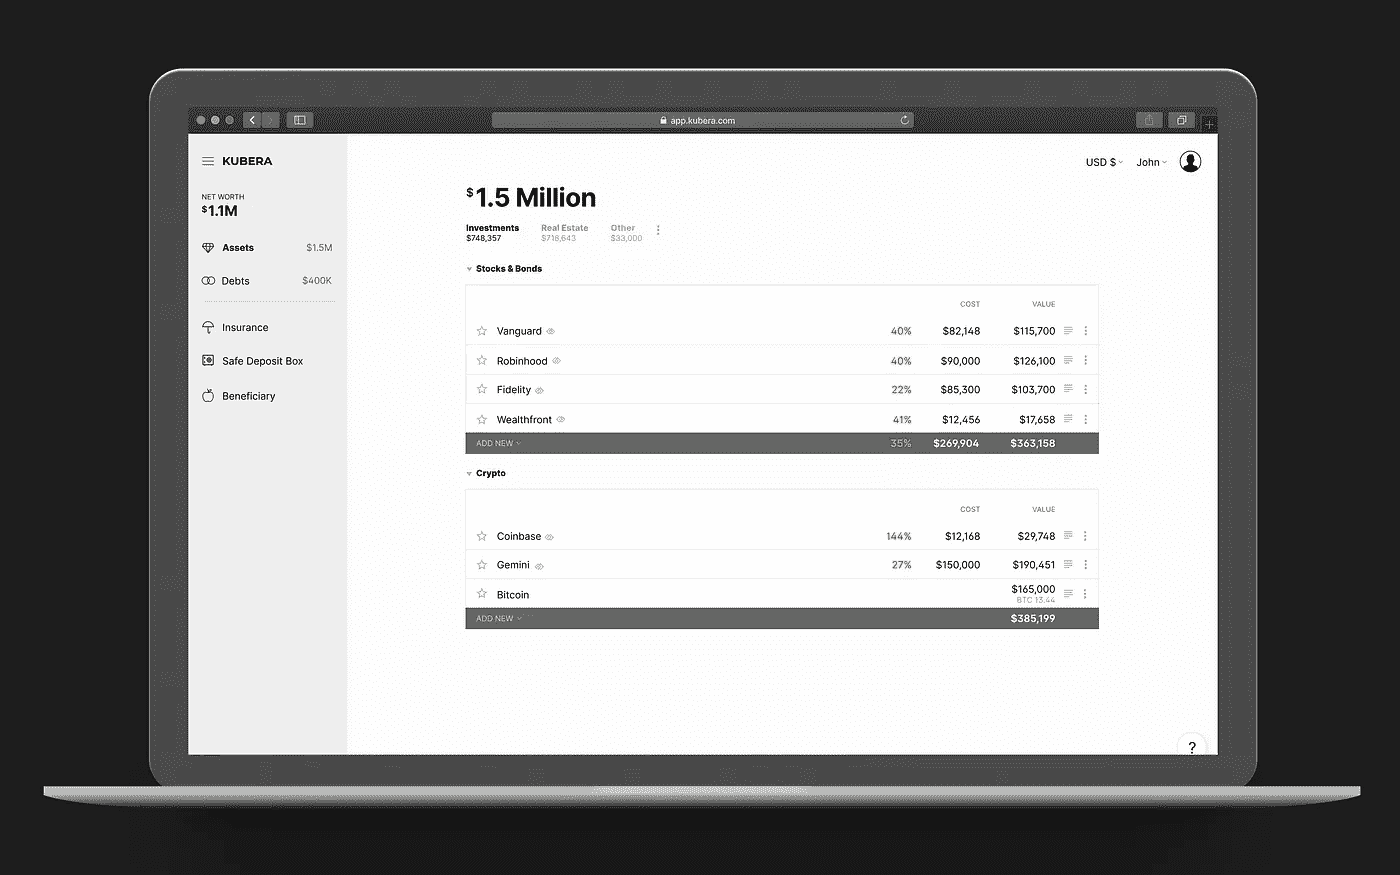 app.kubera.com
KUBERA
USD $
John
NET WORTH
$1.1M
Assets $1.5M
Debts $400K
Insurance
Safe Deposit Box
Beneficiary
$1.5 Million
Investments Real Estate Other
$748,357 $718,643 $33,000
Stocks & Bonds
COST VALUE
Vanguard 40% $82,148 $115,700
Robinhood 40% $90,000 $126,100
Fidelity 22% $85,300 $103,700
Wealthfront 41% $12,456 $17,658
ADD NEW 35% $269,904 $363,158
Crypto
COST VALUE
Coinbase 144% $12,168 $29,748
Gemini 27% $150,000 $190,451
Bitcoin $165,000
BTC 13.44
ADD NEW $385,199
?